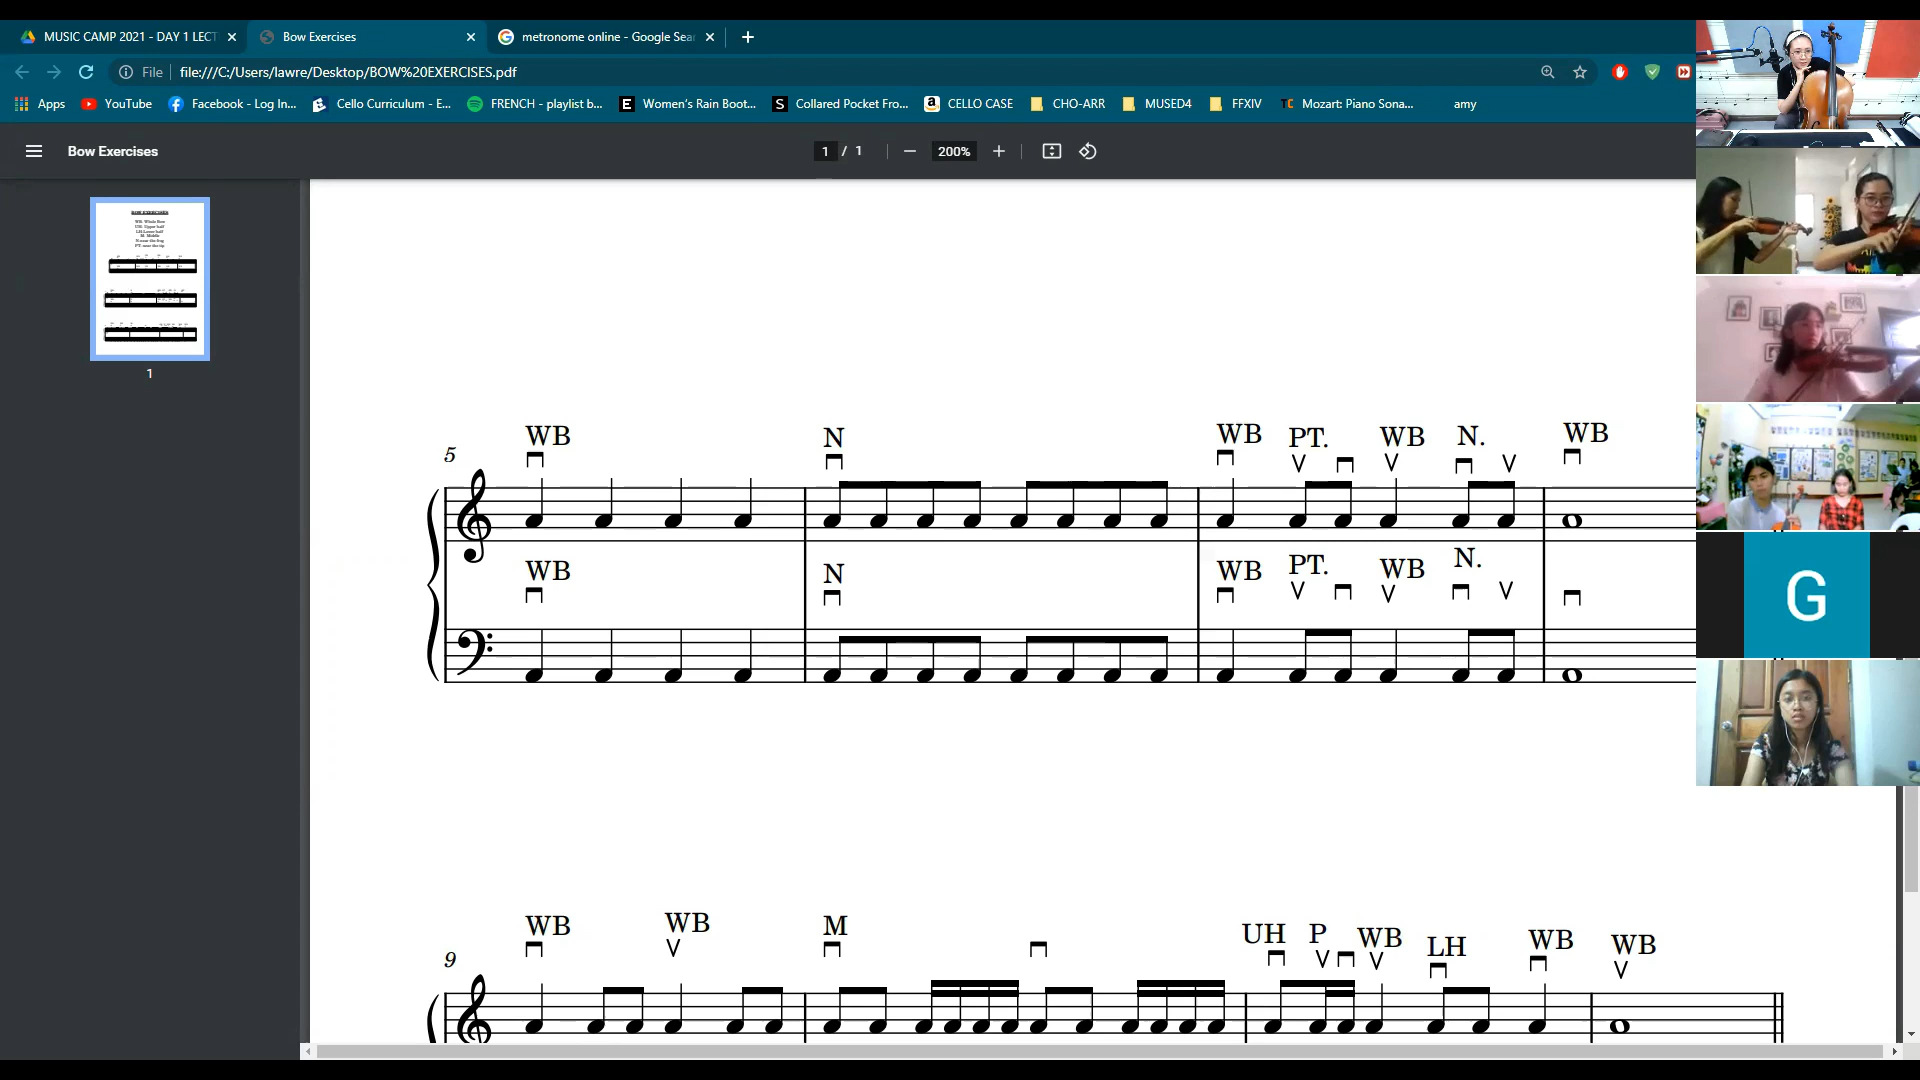 MUSIC CAMP 2021 - DAY 1 LECT
Bow Exercises
metronome online - Google Sear
File
file:///C:/Users/lawre/Desktop/BOW%20EXERCISES.pdf
Apps
YouTube
Facebook - Log In...
Cello Curriculum - E...
FRENCH - playlist b...
Women's Rain Boot...
Collared Pocket Fro...
CELLO CASE
CHO-ARR
MUSED4
FFXIV
Mozart: Piano Sona...
amy
Bow Exercises
1 / 1
200%
BOW EXERCISES
WB: Whole Bow
UH: Upper half
LH: Lower half
M: Middle
N: near the frog
PT: near the tip
1
5
WB N WB PT. WB N. WB
WB N WB PT. WB N.
9
WB WB M UH P WB LH WB WB
G